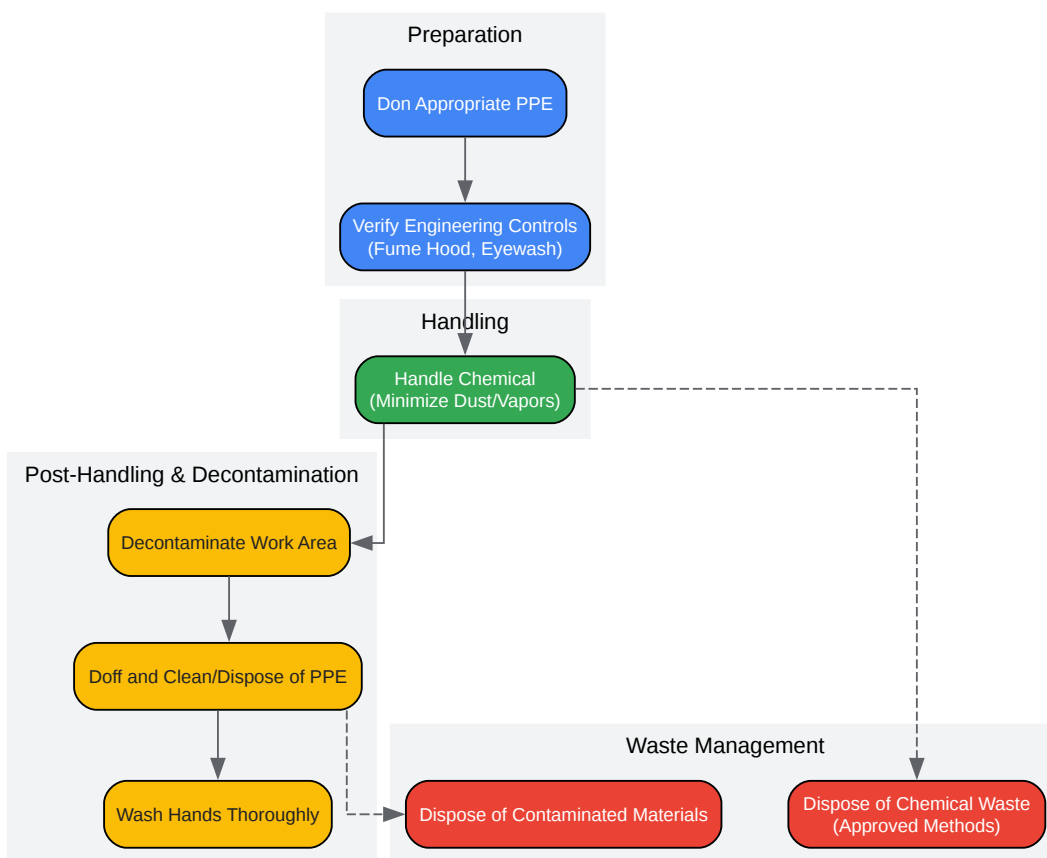 Preparation
Don Appropriate PPE
Verify Engineering Controls
(Fume Hood, Eyewash)
Handling
Handle Chemical
(Minimize Dust/Vapors)
Post-Handling & Decontamination
Decontaminate Work Area
Doff and Clean/Dispose of PPE
Wash Hands Thoroughly
Waste Management
Dispose of Contaminated Materials
Dispose of Chemical Waste
(Approved Methods)